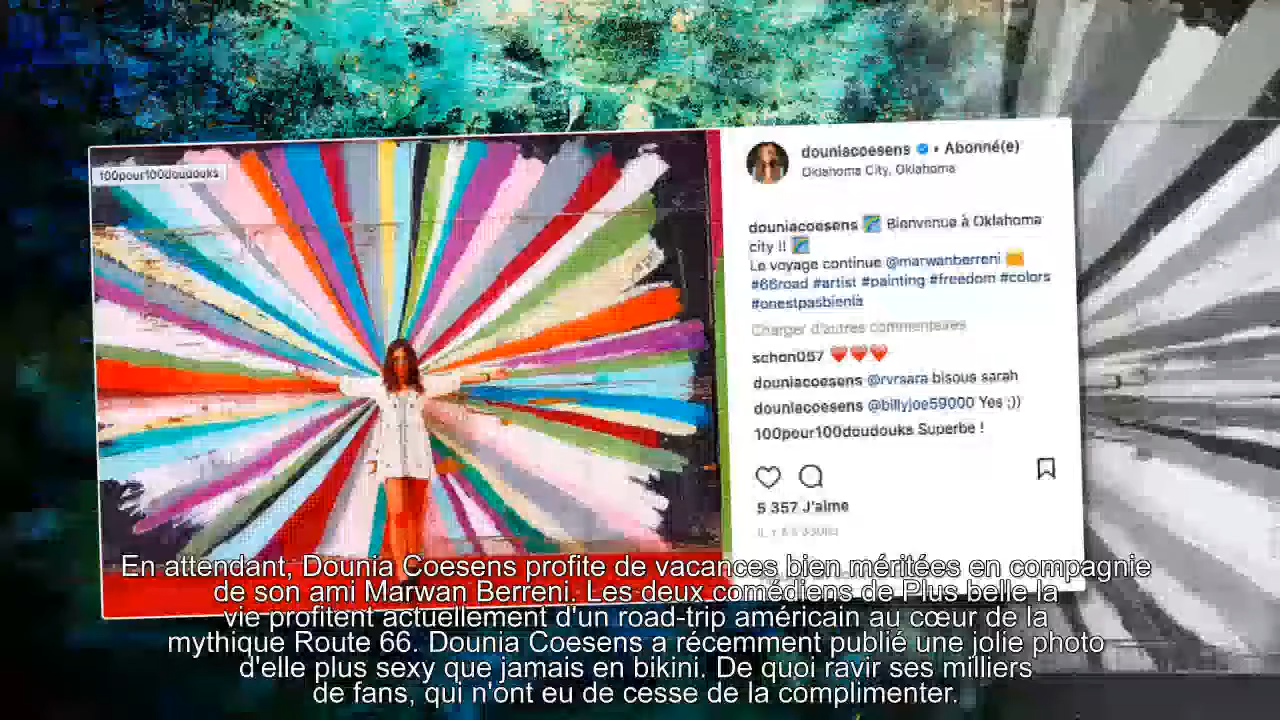 100pour100doudouks
douniacoesens • Abonné(e)
Oklahoma City, Oklahoma
douniacoesens Bienvenue à Oklahoma
city !!
Le voyage continue @marwanberreni
#66road #artist #painting #freedom #colors
#onestpasbienla
Charger d'autres commentaires
schon057 ❤️❤️❤️
douniacoesens @rvrsara bisous sarah
douniacoesens @billyjoe59000 Yes ;))
100pour100doudouks Superbe !
5 357 J'aime
IL Y A 5 JOURS
En attendant, Dounia Coesens profite de vacances bien méritées en compagnie
de son ami Marwan Berreni. Les deux comédiens de Plus belle la
vie profitent actuellement d'un road-trip américain au cœur de la
mythique Route 66. Dounia Coesens a récemment publié une jolie photo
d'elle plus sexy que jamais en bikini. De quoi ravir ses milliers
de fans, qui n'ont eu de cesse de la complimenter.